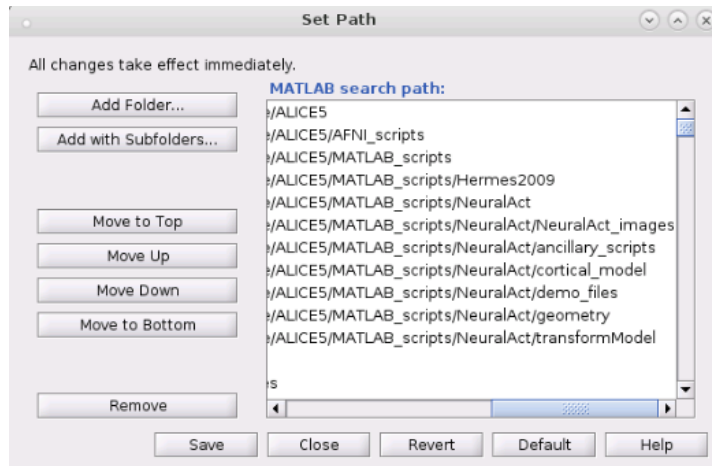 Set Path
All changes take effect immediately.
MATLAB search path:
Add Folder...
Add with Subfolders...
Move to Top
Move Up
Move Down
Move to Bottom
Remove
e/ALICE5
e/ALICE5/AFNI_scripts
e/ALICE5/MATLAB_scripts
e/ALICE5/MATLAB_scripts/Hermes2009
e/ALICE5/MATLAB_scripts/NeuralAct
e/ALICE5/MATLAB_scripts/NeuralAct/NeuralAct_images
e/ALICE5/MATLAB_scripts/NeuralAct/ancillary_scripts
e/ALICE5/MATLAB_scripts/NeuralAct/cortical_model
e/ALICE5/MATLAB_scripts/NeuralAct/demo_files
e/ALICE5/MATLAB_scripts/NeuralAct/geometry
e/ALICE5/MATLAB_scripts/NeuralAct/transformModel
es
Save Close Revert Default Help